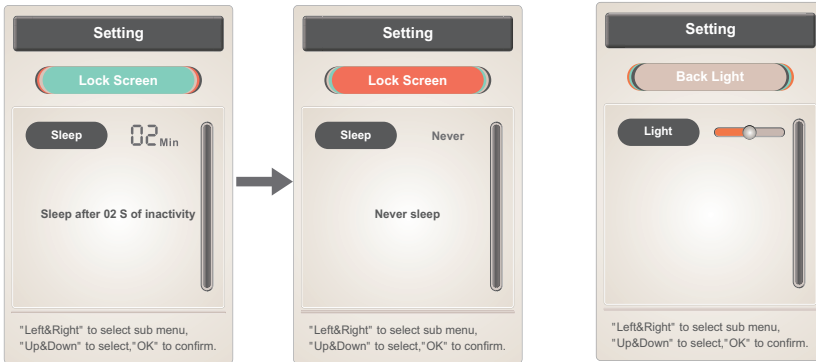 Setting
Lock Screen
Sleep
02 Min
Sleep after 02 S of inactivity
"Left&Right" to select sub menu,
"Up&Down" to select,"OK" to confirm.
Setting
Lock Screen
Sleep
Never
Never sleep
"Left&Right" to select sub menu,
"Up&Down" to select,"OK" to confirm.
Setting
Back Light
Light
"Left&Right" to select sub menu,
"Up&Down" to select,"OK" to confirm.